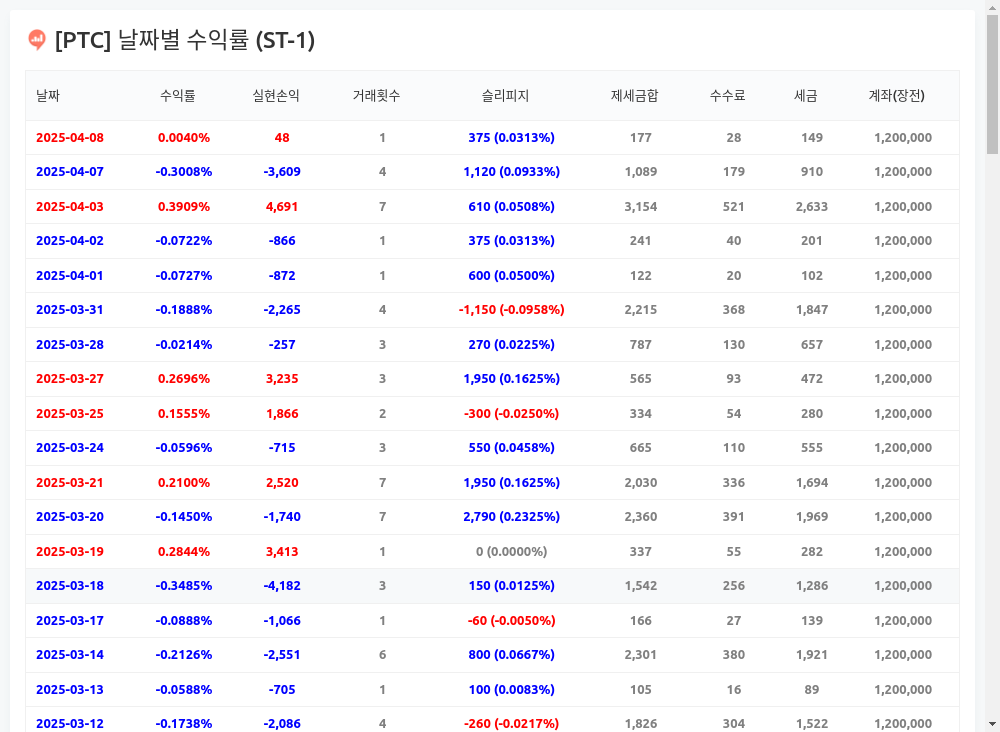 [PTC] 날짜별 수익률 (ST-1)
날짜 수익률 실현손익 거래횟수 슬리피지 제세금합 수수료 세금 계좌(장전)
2025-04-08 0.0040% 48 1 375 (0.0313%) 177 28 149 1,200,000
2025-04-07 -0.3008% -3,609 4 1,120 (0.0933%) 1,089 179 910 1,200,000
2025-04-03 0.3909% 4,691 7 610 (0.0508%) 3,154 521 2,633 1,200,000
2025-04-02 -0.0722% -866 1 375 (0.0313%) 241 40 201 1,200,000
2025-04-01 -0.0727% -872 1 600 (0.0500%) 122 20 102 1,200,000
2025-03-31 -0.1888% -2,265 4 -1,150 (-0.0958%) 2,215 368 1,847 1,200,000
2025-03-28 -0.0214% -257 3 270 (0.0225%) 787 130 657 1,200,000
2025-03-27 0.2696% 3,235 3 1,950 (0.1625%) 565 93 472 1,200,000
2025-03-25 0.1555% 1,866 2 -300 (-0.0250%) 334 54 280 1,200,000
2025-03-24 -0.0596% -715 3 550 (0.0458%) 665 110 555 1,200,000
2025-03-21 0.2100% 2,520 7 1,950 (0.1625%) 2,030 336 1,694 1,200,000
2025-03-20 -0.1450% -1,740 7 2,790 (0.2325%) 2,360 391 1,969 1,200,000
2025-03-19 0.2844% 3,413 1 0 (0.0000%) 337 55 282 1,200,000
2025-03-18 -0.3485% -4,182 3 150 (0.0125%) 1,542 256 1,286 1,200,000
2025-03-17 -0.0888% -1,066 1 -60 (-0.0050%) 166 27 139 1,200,000
2025-03-14 -0.2126% -2,551 6 800 (0.0667%) 2,301 380 1,921 1,200,000
2025-03-13 -0.0588% -705 1 100 (0.0083%) 105 16 89 1,200,000
2025-03-12 -0.1738% -2,086 4 -260 (-0.0217%) 1,826 304 1,522 1,200,000